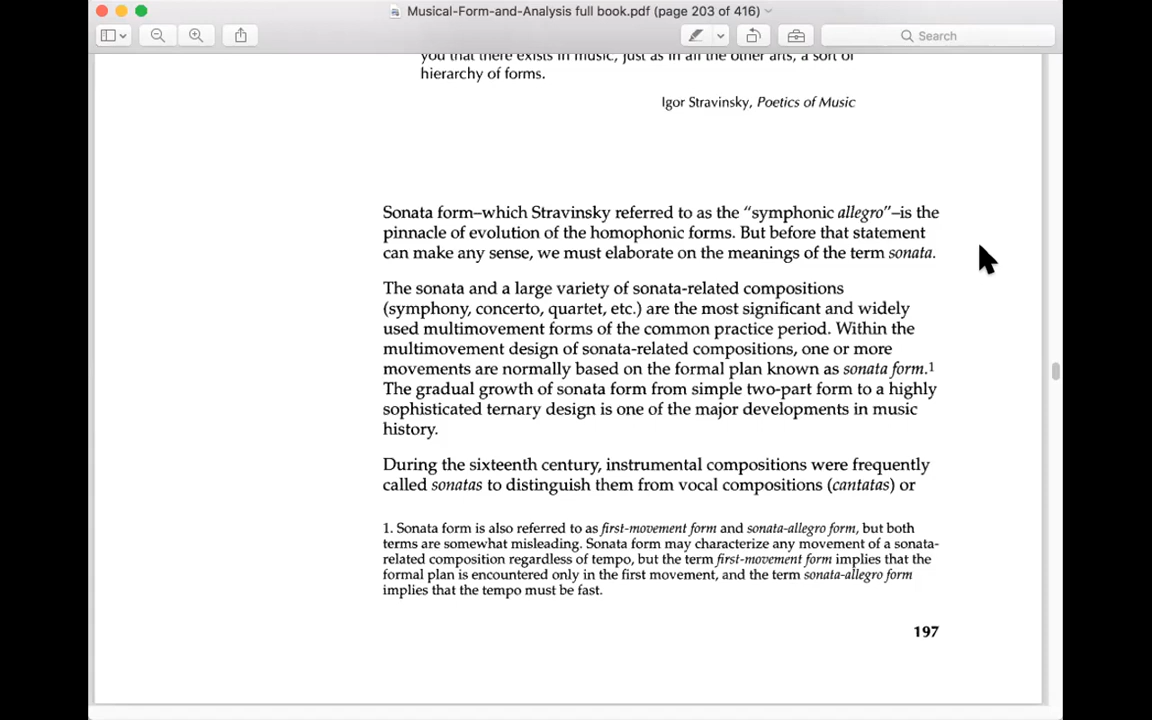 Musical-Form-and-Analysis full book.pdf (page 203 of 416)
Search
you that there exists in music, just as in all the other arts, a sort of
hierarchy of forms.
Igor Stravinsky, Poetics of Music
Sonata form–which Stravinsky referred to as the “symphonic allegro”–is the
pinnacle of evolution of the homophonic forms. But before that statement
can make any sense, we must elaborate on the meanings of the term sonata.
The sonata and a large variety of sonata-related compositions
(symphony, concerto, quartet, etc.) are the most significant and widely
used multimovement forms of the common practice period. Within the
multimovement design of sonata-related compositions, one or more
movements are normally based on the formal plan known as sonata form.1
The gradual growth of sonata form from simple two-part form to a highly
sophisticated ternary design is one of the major developments in music
history.
During the sixteenth century, instrumental compositions were frequently
called sonatas to distinguish them from vocal compositions (cantatas) or
1. Sonata form is also referred to as first-movement form and sonata-allegro form, but both
terms are somewhat misleading. Sonata form may characterize any movement of a sonata-
related composition regardless of tempo, but the term first-movement form implies that the
formal plan is encountered only in the first movement, and the term sonata-allegro form
implies that the tempo must be fast.
197